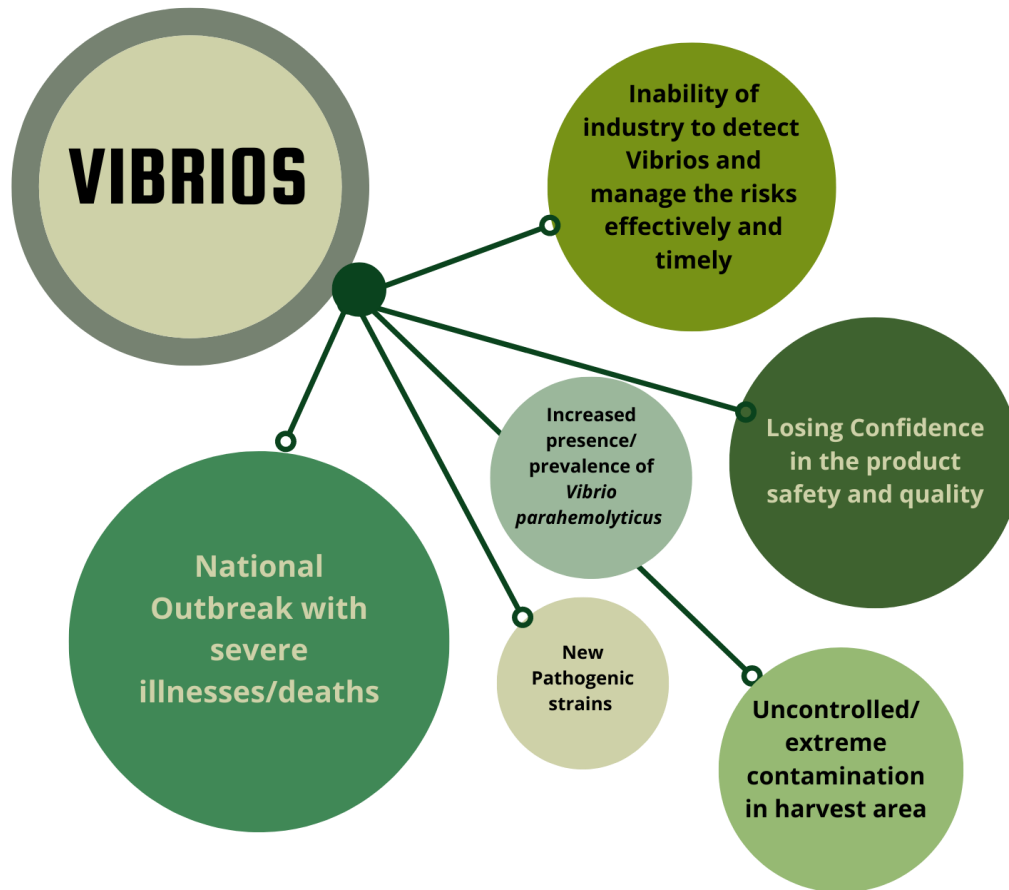 VIBRIOS
Inability of
industry to detect
Vibrios and
manage the risks
effectively and
timely
Losing Confidence
in the product
safety and quality
Increased
presence/
prevalence of
Vibrio
parahemolyticus
National
Outbreak with
severe
illnesses/deaths
New
Pathogenic
strains
Uncontrolled/
extreme
contamination
in harvest area